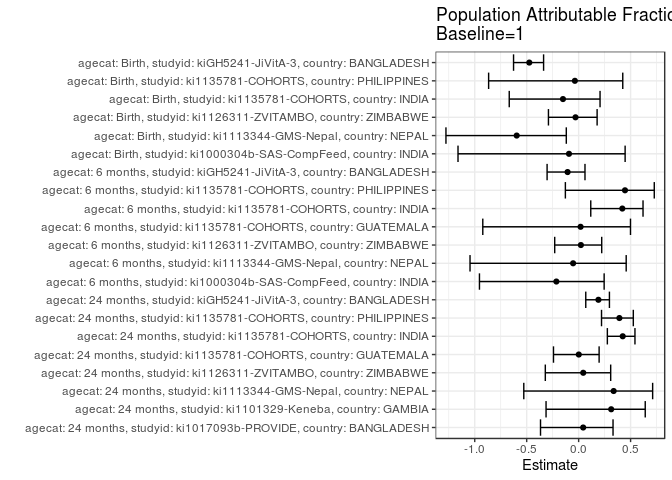 Population Attributable Fractio
Baseline=1
agecat: Birth, studyid: kiGH5241-JiVitA-3, country: BANGLADESH
agecat: Birth, studyid: ki1135781-COHORTS, country: PHILIPPINES
agecat: Birth, studyid: ki1135781-COHORTS, country: INDIA
agecat: Birth, studyid: ki1126311-ZVITAMBO, country: ZIMBABWE
agecat: Birth, studyid: ki1113344-GMS-Nepal, country: NEPAL
agecat: Birth, studyid: ki1000304b-SAS-CompFeed, country: INDIA
agecat: 6 months, studyid: kiGH5241-JiVitA-3, country: BANGLADESH
agecat: 6 months, studyid: ki1135781-COHORTS, country: PHILIPPINES
agecat: 6 months, studyid: ki1135781-COHORTS, country: INDIA
agecat: 6 months, studyid: ki1135781-COHORTS, country: GUATEMALA
agecat: 6 months, studyid: ki1126311-ZVITAMBO, country: ZIMBABWE
agecat: 6 months, studyid: ki1113344-GMS-Nepal, country: NEPAL
agecat: 6 months, studyid: ki1000304b-SAS-CompFeed, country: INDIA
agecat: 24 months, studyid: kiGH5241-JiVitA-3, country: BANGLADESH
agecat: 24 months, studyid: ki1135781-COHORTS, country: PHILIPPINES
agecat: 24 months, studyid: ki1135781-COHORTS, country: INDIA
agecat: 24 months, studyid: ki1135781-COHORTS, country: GUATEMALA
agecat: 24 months, studyid: ki1126311-ZVITAMBO, country: ZIMBABWE
agecat: 24 months, studyid: ki1113344-GMS-Nepal, country: NEPAL
agecat: 24 months, studyid: ki1101329-Keneba, country: GAMBIA
agecat: 24 months, studyid: ki1017093b-PROVIDE, country: BANGLADESH
-1.0 -0.5 0.0 0.5
Estimate